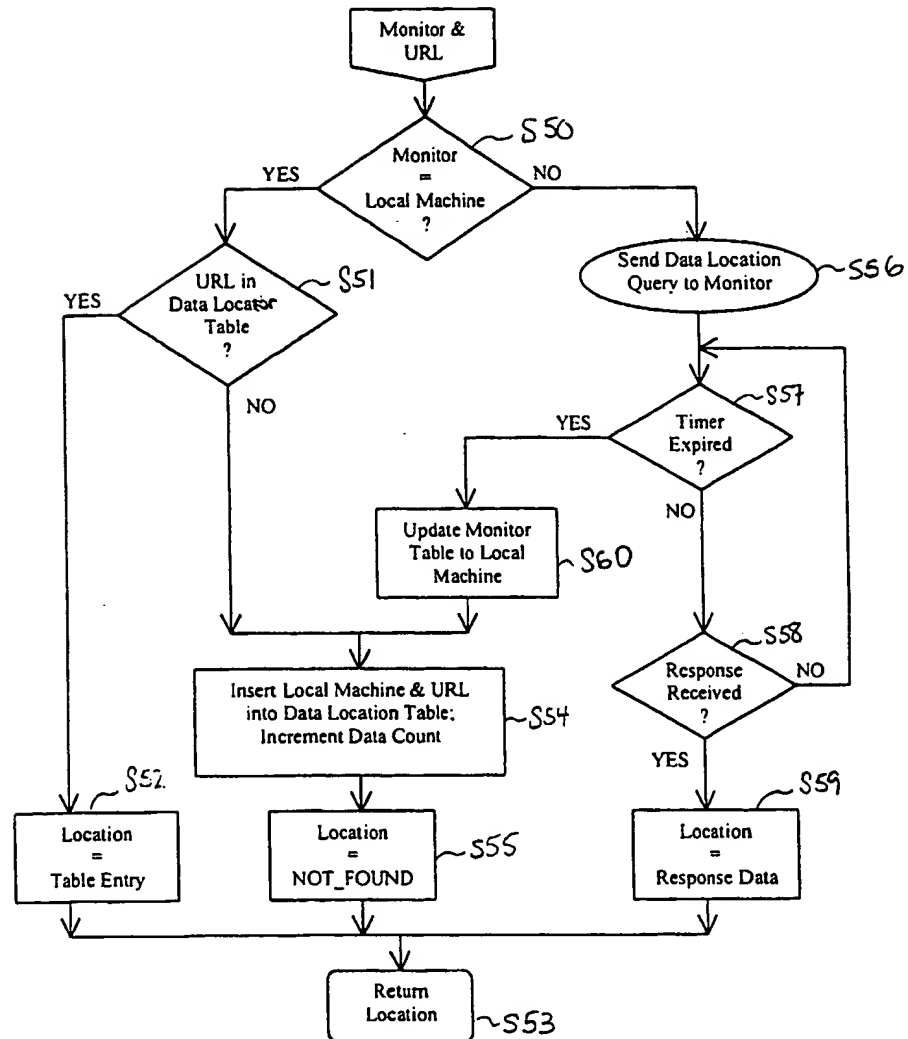 Monitor &
URL
S50
Monitor
=
Local Machine
?
YES
NO
URL in
Data Locator
Table
?
S51
YES
NO
Send Data Location
Query to Monitor
S56
Timer
Expired
?
S57
YES
NO
Update Monitor
Table to Local
Machine
S60
Response
Received
?
S58
NO
YES
Insert Local Machine & URL
into Data Location Table;
Increment Data Count
S54
S52
Location
=
Table Entry
Location
=
NOT_FOUND
S55
S59
Location
=
Response Data
Return
Location
S53